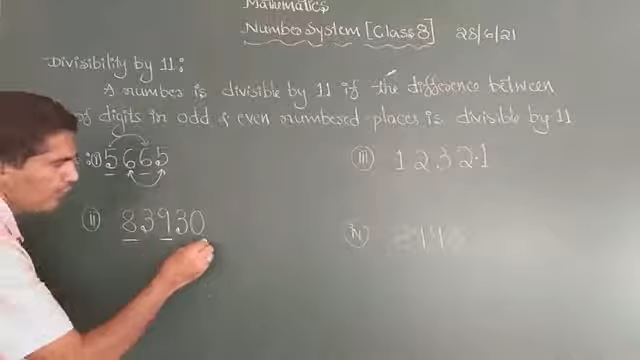 Mathematics
Number System [Class 8] 28/6/21
Divisibility by 11:
A number is divisible by 11 if the difference between
of digits in odd & even numbered places is divisible by 11
5665
(ii) 83930
(iii) 12321